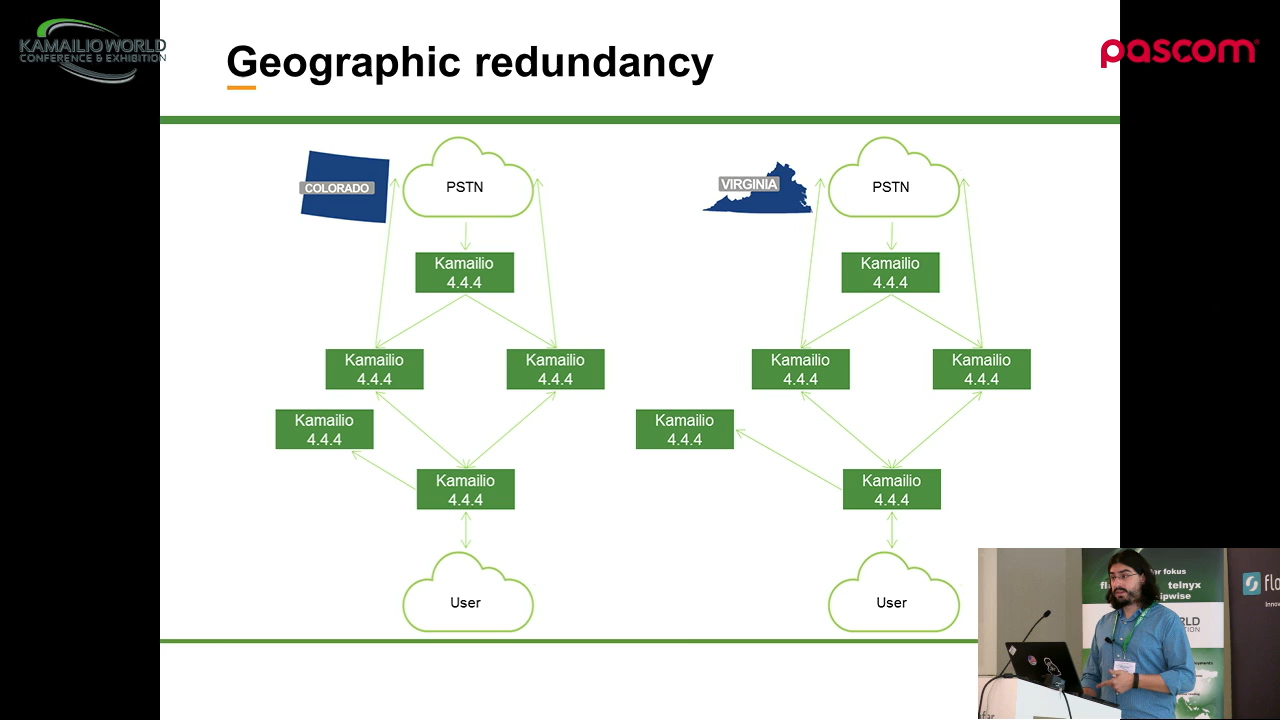 KAMAILIO WORLD
CONFERENCE & EXHIBITION
Geographic redundancy
pascom
COLORADO
PSTN
VIRGINIA
PSTN
Kamailio
4.4.4
Kamailio
4.4.4
Kamailio
4.4.4
Kamailio
4.4.4
Kamailio
4.4.4
Kamailio
4.4.4
Kamailio
4.4.4
Kamailio
4.4.4
Kamailio
4.4.4
Kamailio
4.4.4
User
User
fokus
telnyx
ipwise